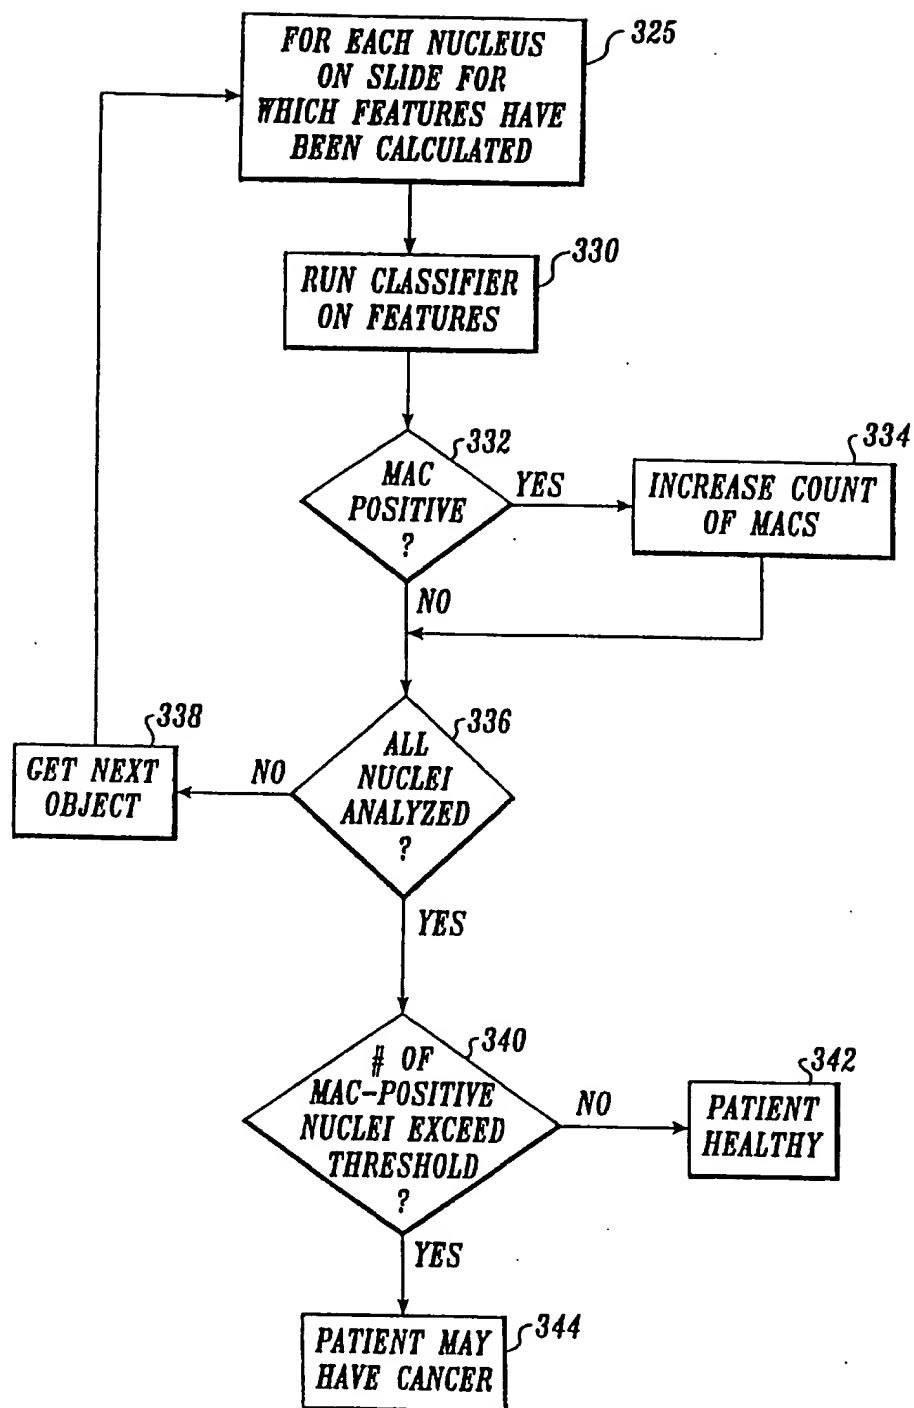 FOR EACH NUCLEUS
ON SLIDE FOR
WHICH FEATURES HAVE
BEEN CALCULATED
325
RUN CLASSIFIER
ON FEATURES
330
MAC
POSITIVE
?
332
YES
INCREASE COUNT
OF MACS
334
NO
ALL
NUCLEI
ANALYZED
?
336
NO
GET NEXT
OBJECT
338
YES
# OF
MAC-POSITIVE
NUCLEI EXCEED
THRESHOLD
?
340
NO
PATIENT
HEALTHY
342
YES
PATIENT MAY
HAVE CANCER
344